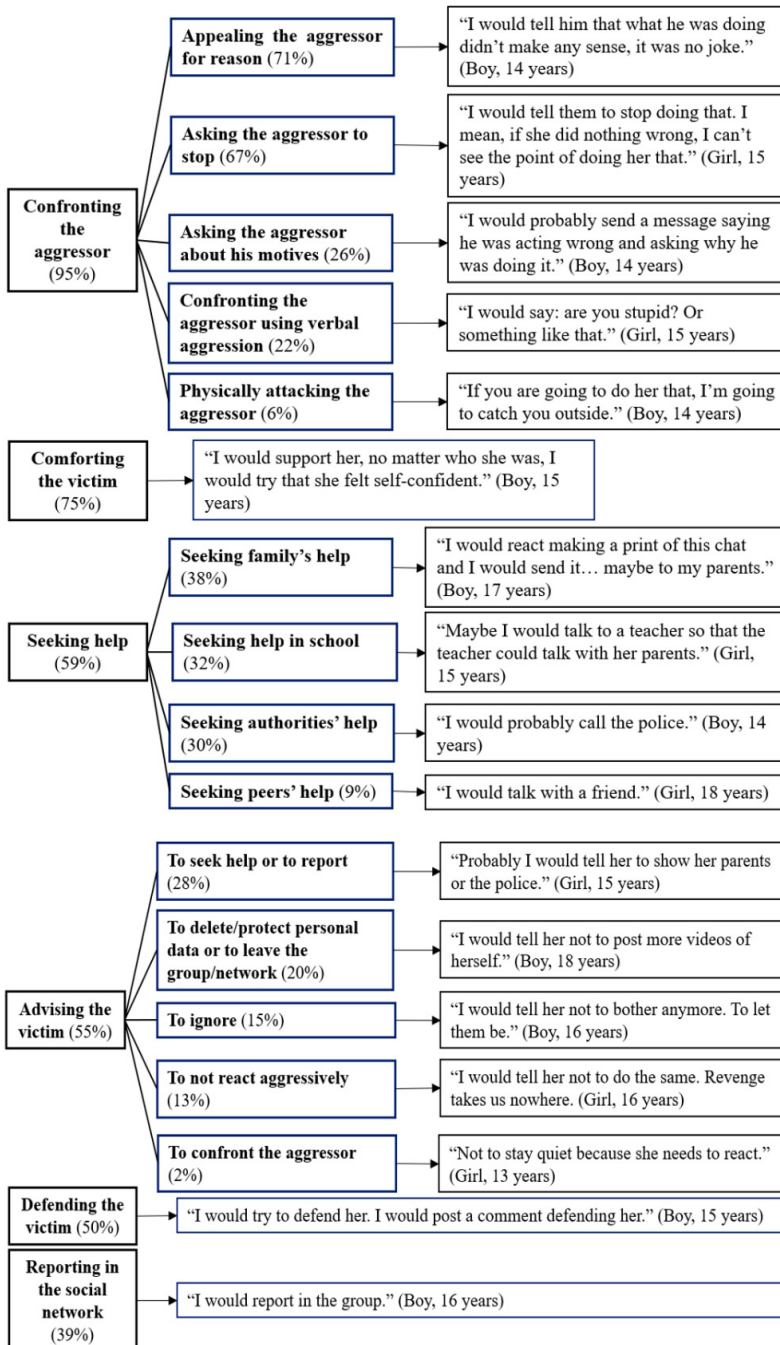 Confronting
the
aggressor
(95%)
Appealing the aggressor
for reason (71%)
“I would tell him that what he was doing
didn’t make any sense, it was no joke.”
(Boy, 14 years)
Asking the aggressor to
stop (67%)
“I would tell them to stop doing that. I
mean, if she did nothing wrong, I can’t
see the point of doing her that.” (Girl, 15
years)
Asking the aggressor
about his motives (26%)
“I would probably send a message saying
he was acting wrong and asking why he
was doing it.” (Boy, 14 years)
Confronting the
aggressor using verbal
aggression (22%)
“I would say: are you stupid? Or
something like that.” (Girl, 15 years)
Physically attacking the
aggressor (6%)
“If you are going to do her that, I’m going
to catch you outside.” (Boy, 14 years)
Comforting
the victim
(75%)
“I would support her, no matter who she was, I
would try that she felt self-confident.” (Boy, 15
years)
Seeking help
(59%)
Seeking family’s help
(38%)
“I would react making a print of this chat
and I would send it… maybe to my parents.”
(Boy, 17 years)
Seeking help in school
(32%)
“Maybe I would talk to a teacher so that the
teacher could talk with her parents.” (Girl,
15 years)
Seeking authorities’ help
(30%)
“I would probably call the police.” (Boy, 14
years)
Seeking peers’ help (9%)
“I would talk with a friend.” (Girl, 18 years)
Advising the
victim (55%)
To seek help or to report
(28%)
“Probably I would tell her to show her parents
or the police.” (Girl, 15 years)
To delete/protect personal
data or to leave the
group/network (20%)
“I would tell her not to post more videos of
herself.” (Boy, 18 years)
To ignore (15%)
“I would tell her not to bother anymore. To let
them be.” (Boy, 16 years)
To not react aggressively
(13%)
“I would tell her not to do the same. Revenge
takes us nowhere. (Girl, 16 years)
To confront the aggressor
(2%)
“Not to stay quiet because she needs to react.”
(Girl, 13 years)
Defending the
victim (50%)
“I would try to defend her. I would post a comment defending her.” (Boy, 15 years)
Reporting in
the social
network
(39%)
“I would report in the group.” (Boy, 16 years)